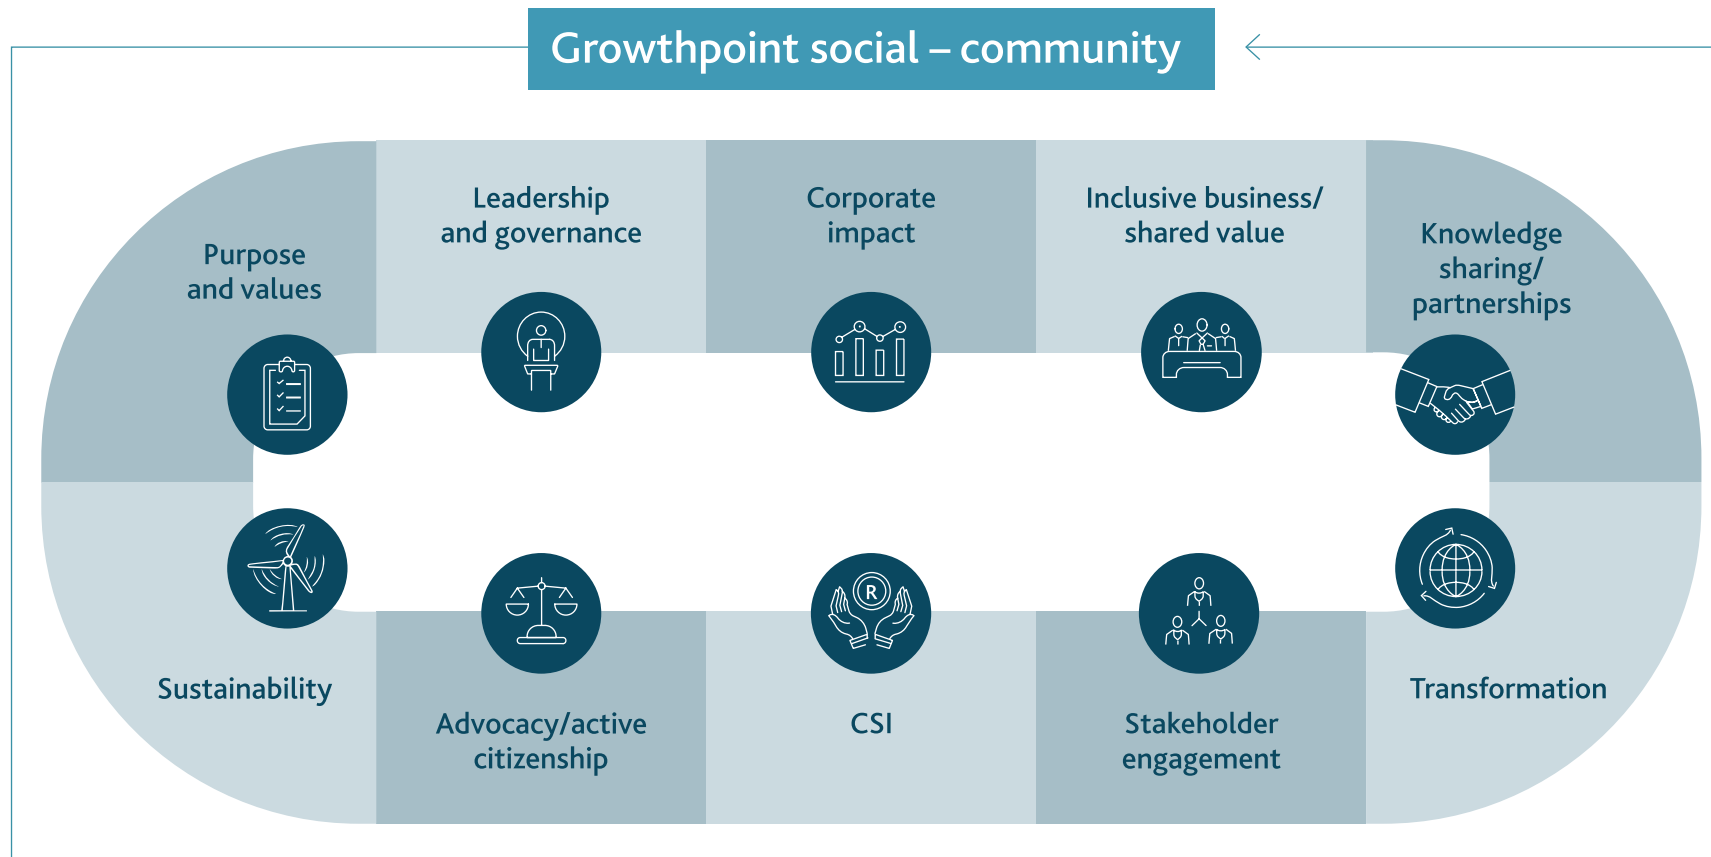 Growthpoint social – community
Leadership
and governance
Corporate
impact
Inclusive business/
shared value
Knowledge
sharing/
partnerships
Purpose
and values
R
Sustainability
Advocacy/active
citizenship
CSI
Stakeholder
engagement
Transformation